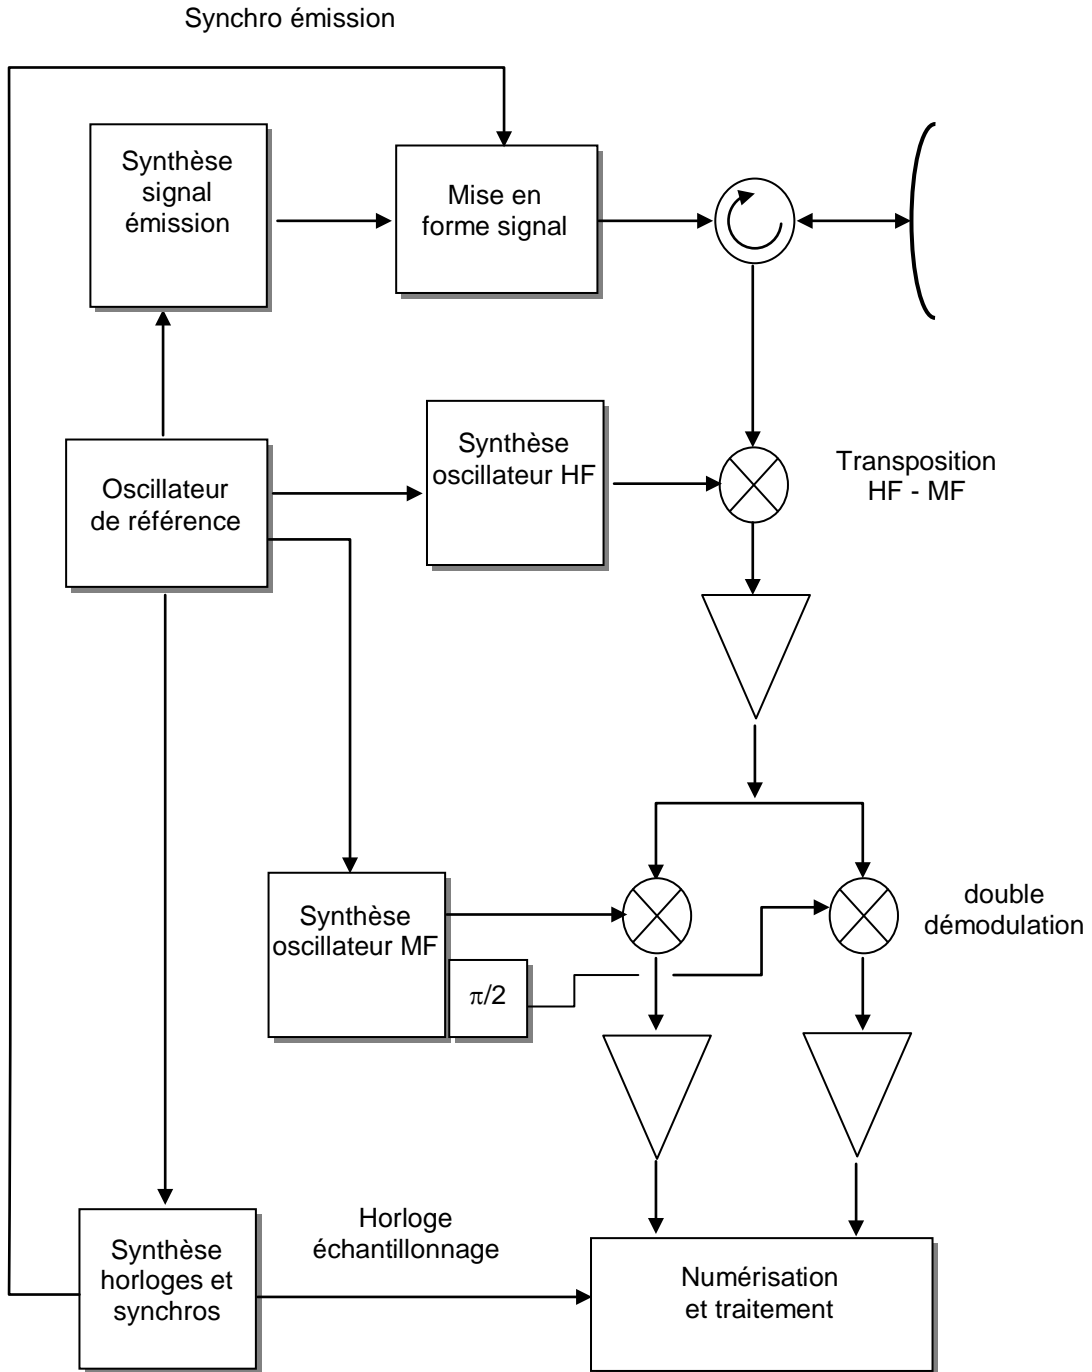 Synchro émission
Synthèse
signal
émission
Mise en
forme signal
Synthèse
oscillateur HF
Transposition
HF - MF
Oscillateur
de référence
double
démodulation
Synthèse
oscillateur MF
π/2
Horloge
échantillonnage
Synthèse
horloges et
synchros
Numérisation
et traitement